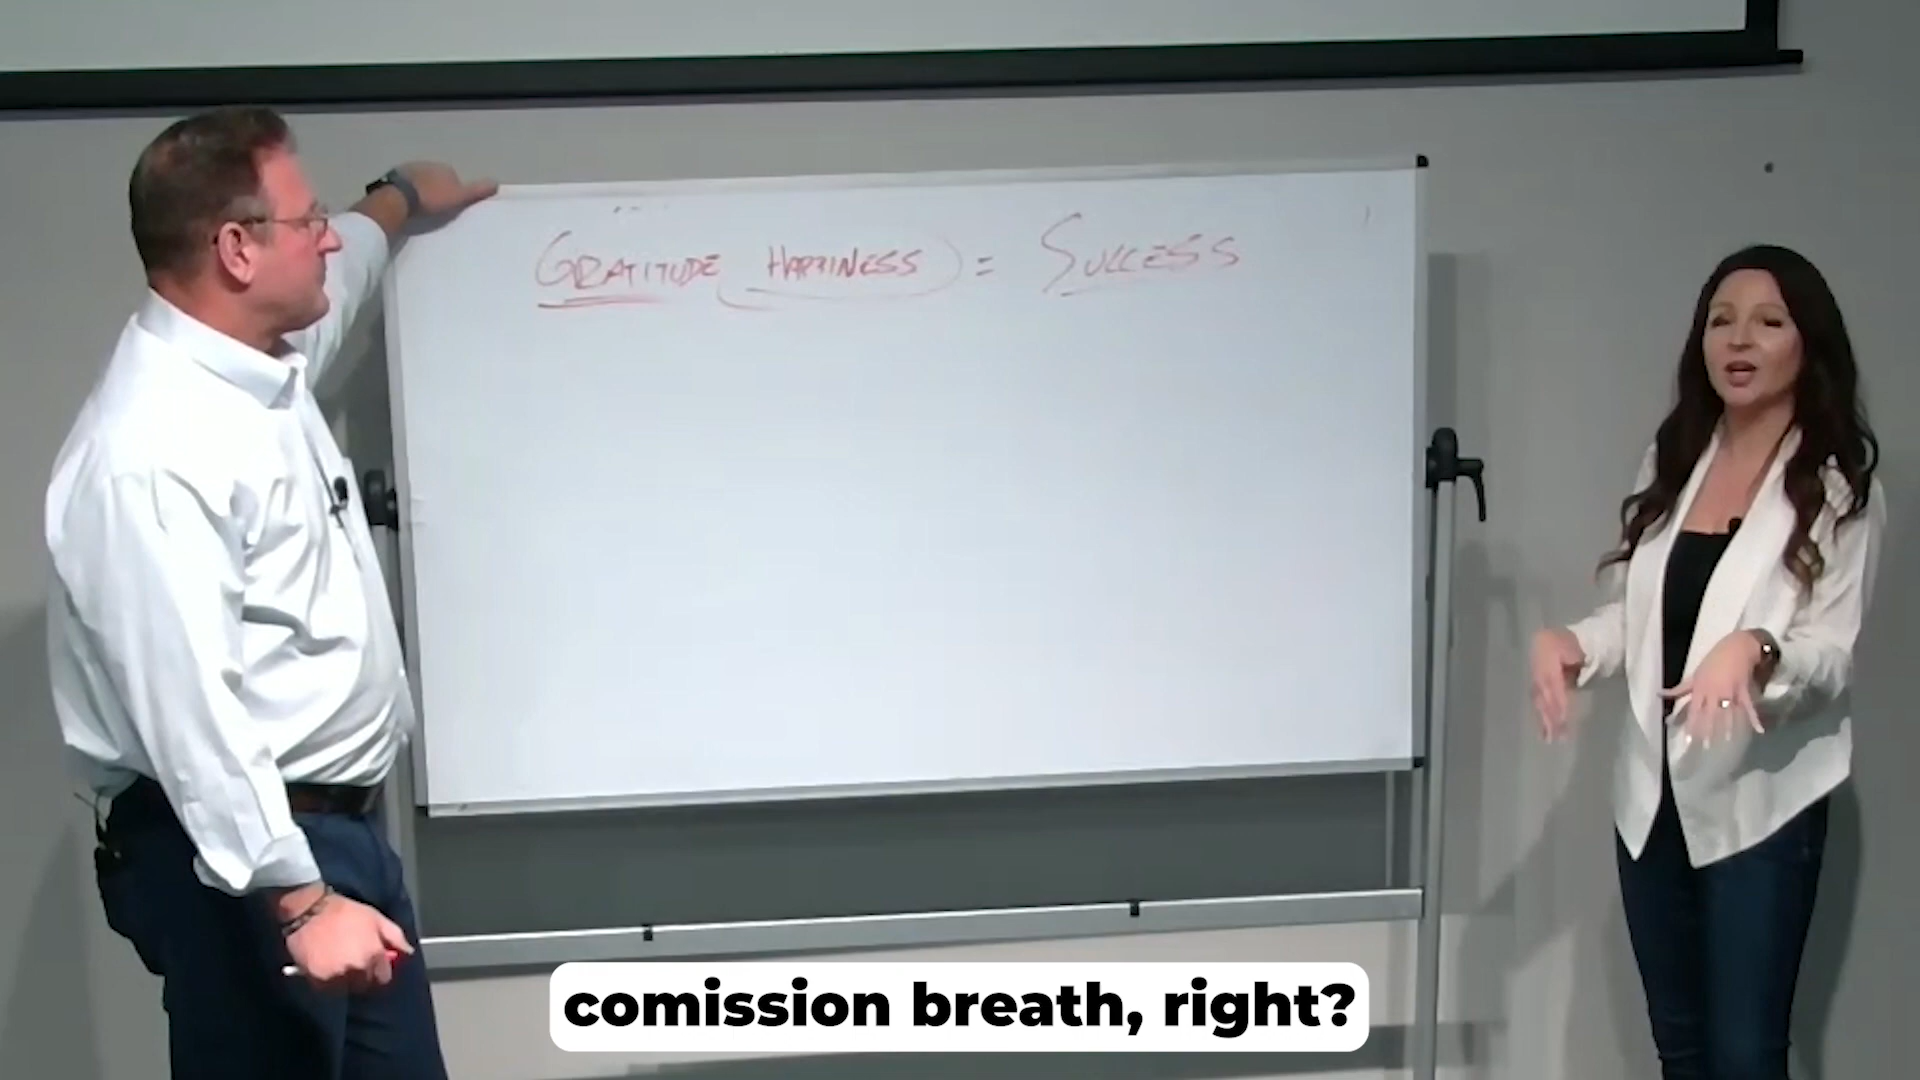 GRATITUDE (HAPPINESS) = SUCCESS
comission breath, right?